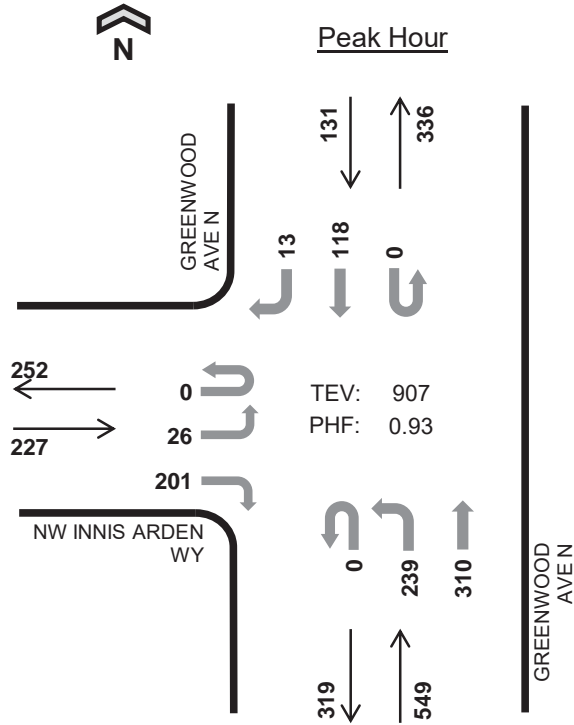 N
Peak Hour
131
336
GREENWOOD
AVE N
13
118
0
252
0
TEV: 907
227
26
PHF: 0.93
201
NW INNIS ARDEN
WY
0
239
310
GREENWOOD
AVE N
319
549